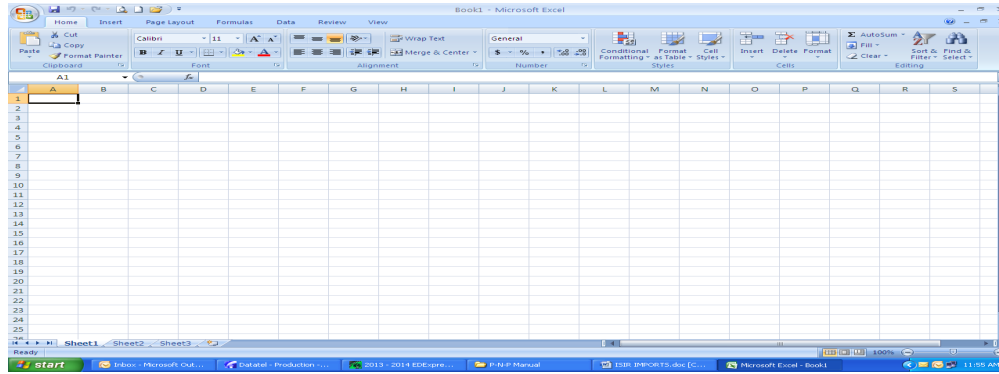 Book1 - Microsoft Excel
Home Insert Page Layout Formulas Data Review View
Cut
Copy
Format Painter
Paste
Clipboard
Calibri 11
B I U
Font
Wrap Text
Merge & Center
Alignment
General
$ % ,
Number
Conditional Formatting
Format as Table
Cell Styles
Styles
Insert Delete Format
Cells
Σ AutoSum
Fill
Clear
Sort & Filter
Find & Select
Editing
A1 fx
A B C D E F G H I J K L M N O P Q R S
1
2
3
4
5
6
7
8
9
10
11
12
13
14
15
16
17
18
19
20
21
22
23
24
25
Sheet1 Sheet2 Sheet3
Ready 100%
start Inbox - Microsoft Out... Datatel - Production -... 2013 - 2014 EDExpre... P-N-P Manual ISIR IMPORTS.doc [C... Microsoft Excel - Book1 11:55 AM